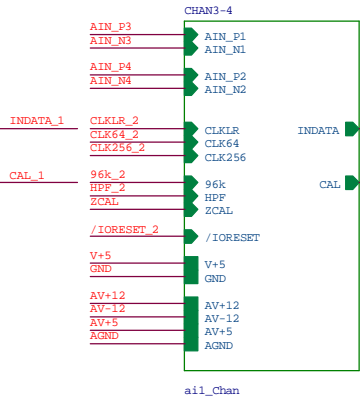 CHAN3-4
AIN_P3 AIN_P1
AIN_N3 AIN_N1
AIN_P4 AIN_P2
AIN_N4 AIN_N2
INDATA_1 CLKLR_2 CLKLR INDATA
CLK64_2 CLK64
CLK256_2 CLK256
CAL_1 96k_2 96k CAL
HPF_2 HPF
ZCAL ZCAL
/IORESET_2 /IORESET
V+5 V+5
GND GND
AV+12 AV+12
AV-12 AV-12
AV+5 AV+5
AGND AGND
ai1_Chan